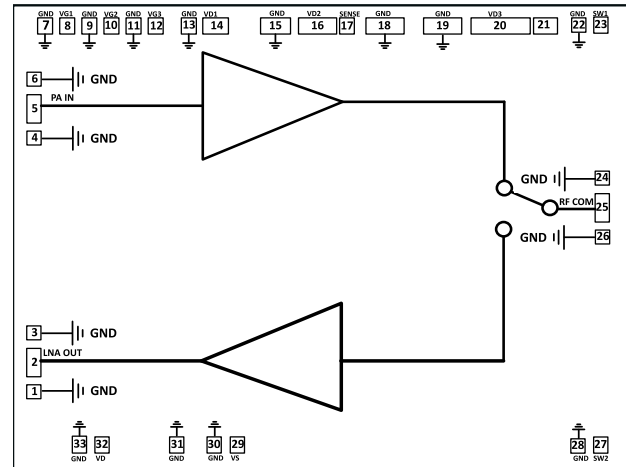 GND VG1 GND VG2 GND VG3 GND VD1 GND VD2 SENSE GND GND VD3 GND SW1
7 8 9 10 11 12 13 14 15 16 17 18 19 20 21 22 23
6 GND
5 PA IN
4 GND
GND 24
RF COM 25
GND 26
3 GND
2 LNA OUT
1 GND
33 32 31 30 29 28 27
GND VD GND GND VS GND SW2